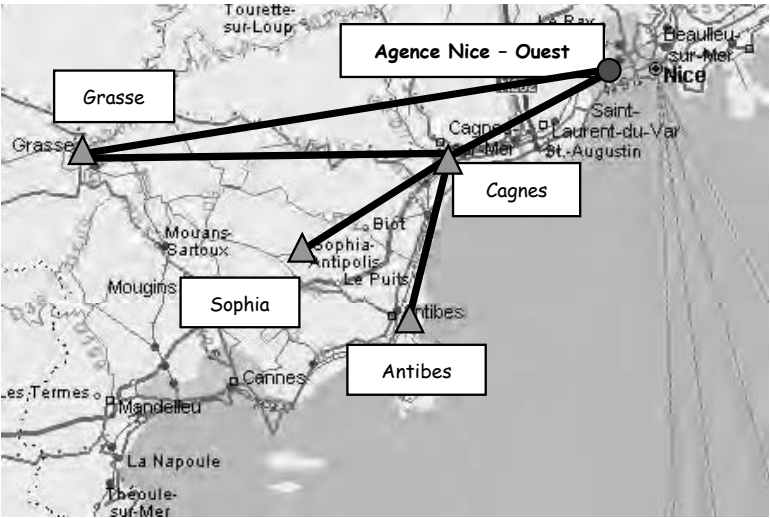 Tourette-
sur-Loup
Le Ray
Agence Nice – Ouest
Beaulieu-
sur-Mer
Nice
Grasse
Saint-
Laurent-du-Var
St.-Augustin
Grasse
Cagnes-
-Mer
Cagnes
Biot
Mouans-
Sartoux
Sophia-
Antipolis
Le Puits
Mougins
Sophia
Antibes
Antibes
Cannes
Les Termes
Mandelieu
La Napoule
Théoule-
sur-Mer